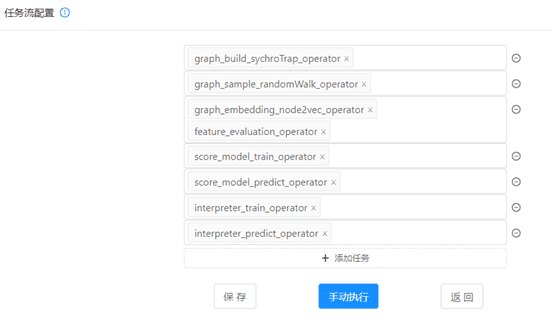 任务流配置
graph_build_sychroTrap_operator ×
graph_sample_randomWalk_operator ×
graph_embedding_node2vec_operator ×
feature_evaluation_operator ×
score_model_train_operator ×
score_model_predict_operator ×
interpreter_train_operator ×
interpreter_predict_operator ×
+ 添加任务
保存 手动执行 返回